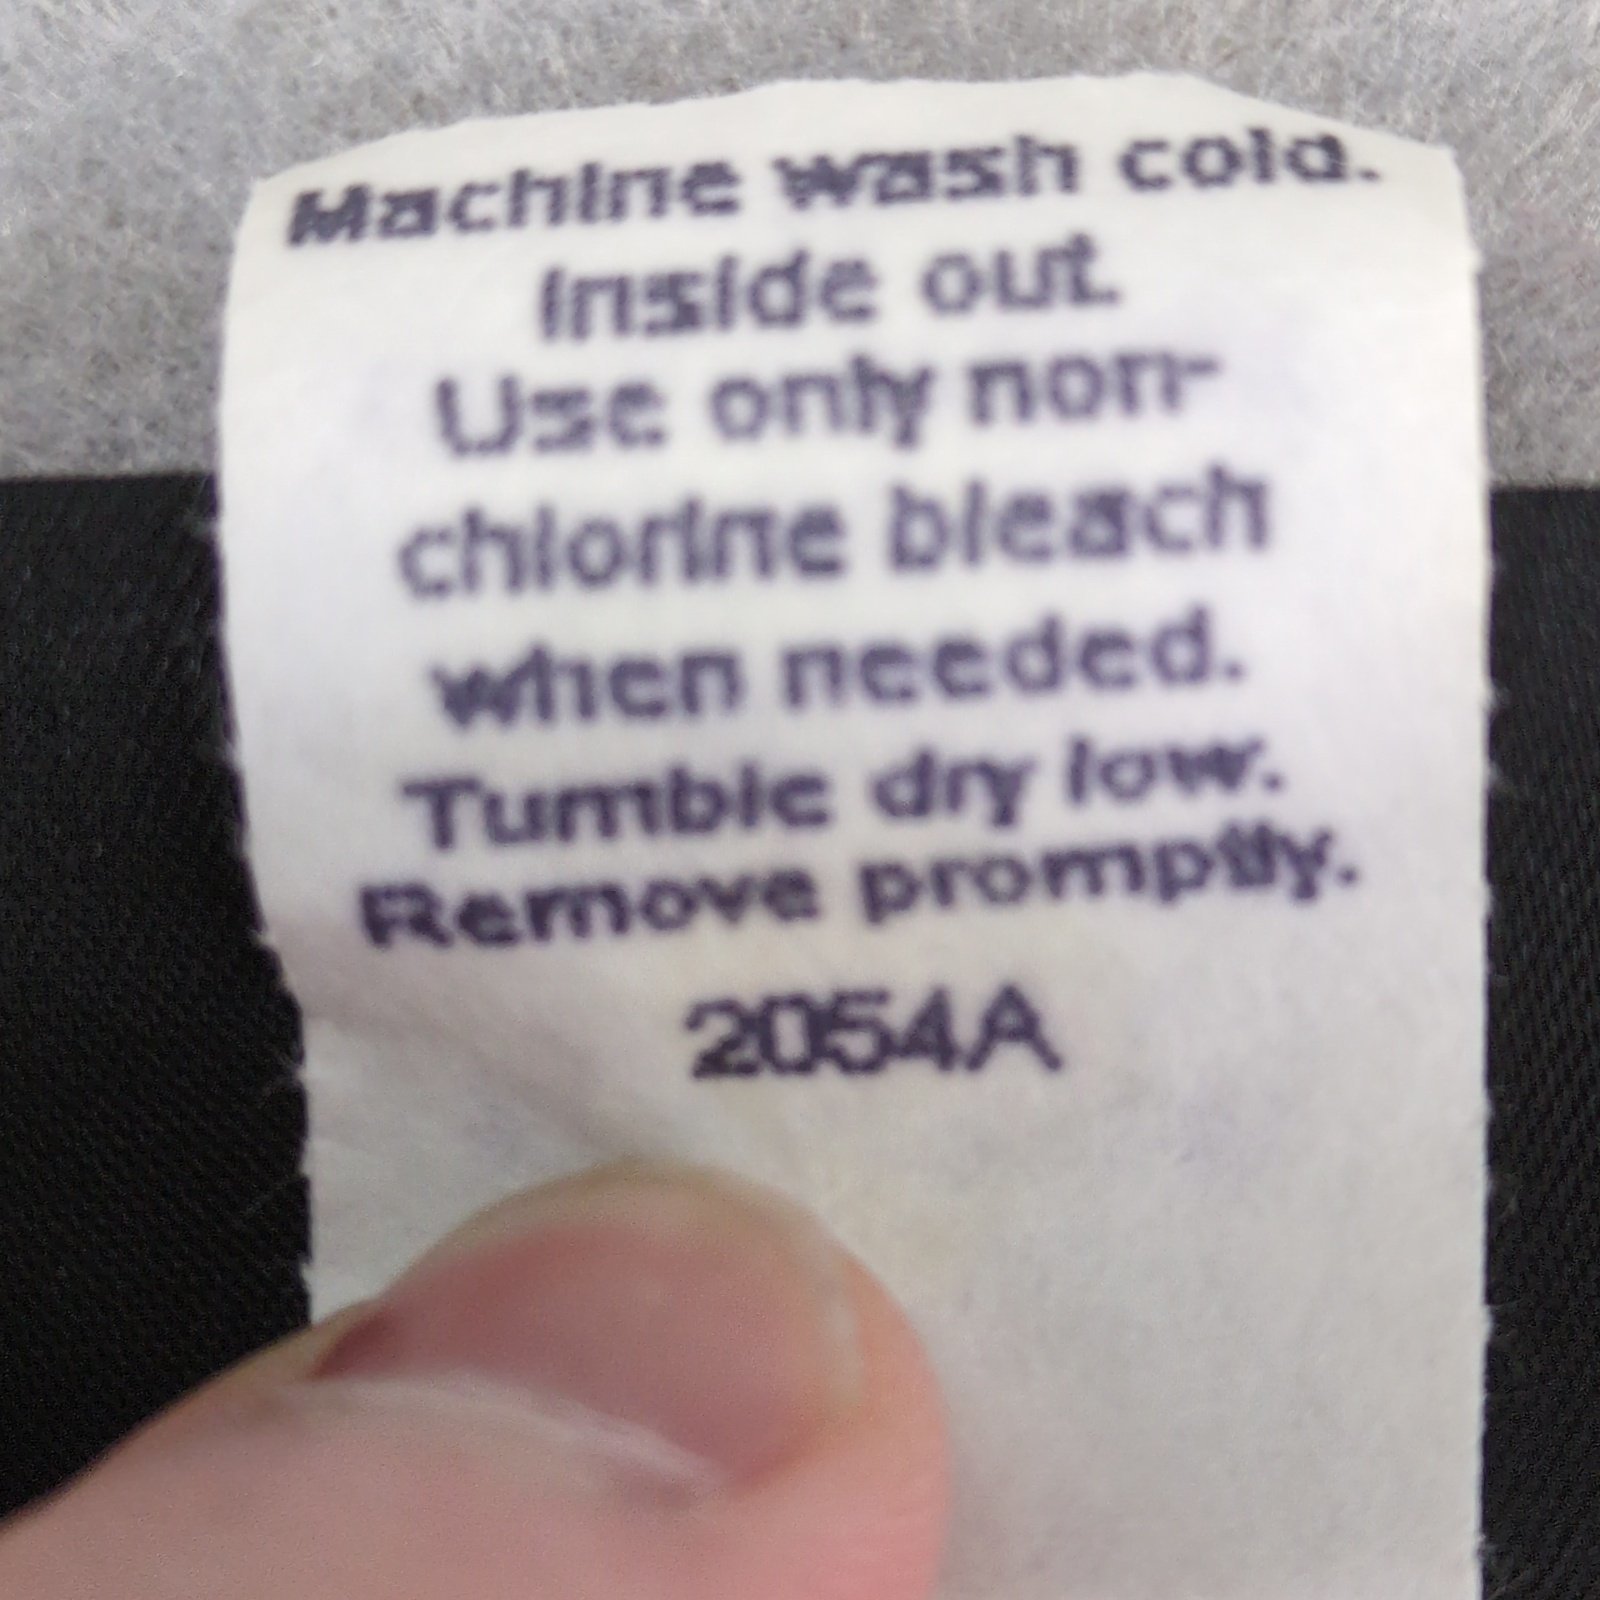 Machine wash cold.
Inside out.
Use only non-
chlorine bleach
when needed.
Tumble dry low.
Remove promptly.
2054A